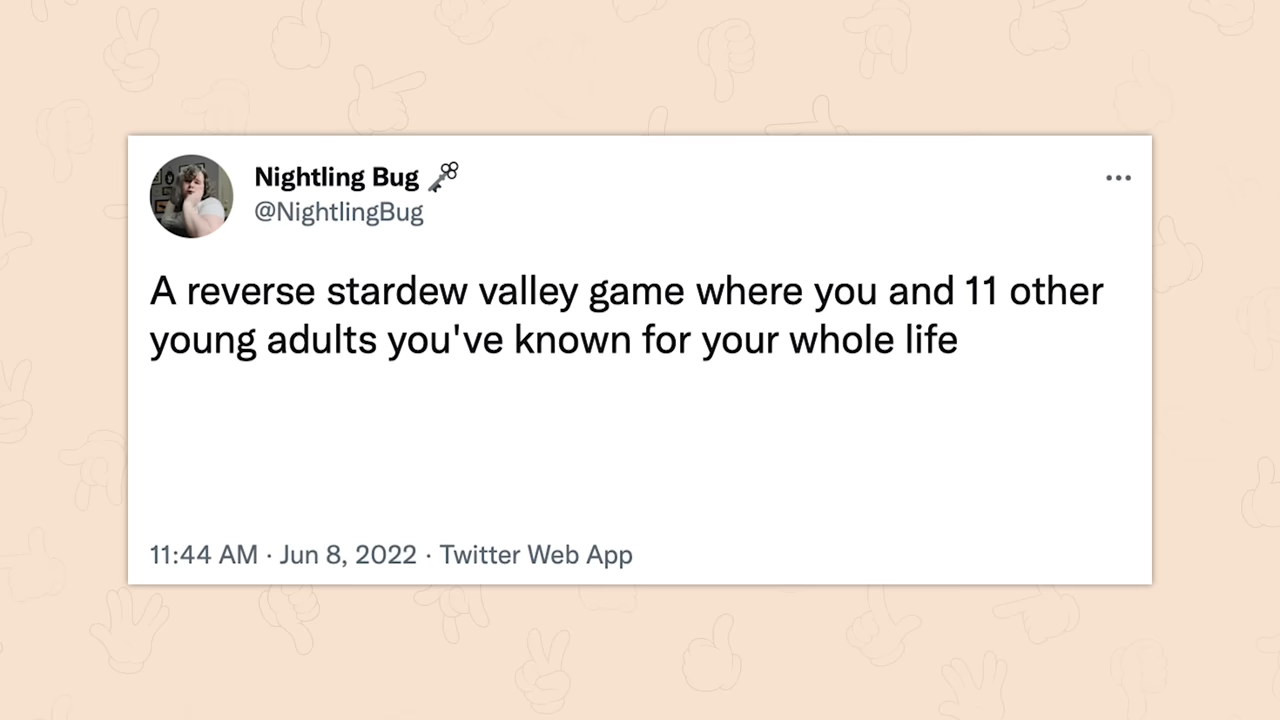 Nightling Bug 🗝️
@NightlingBug
A reverse stardew valley game where you and 11 other
young adults you've known for your whole life
11:44 AM · Jun 8, 2022 · Twitter Web App